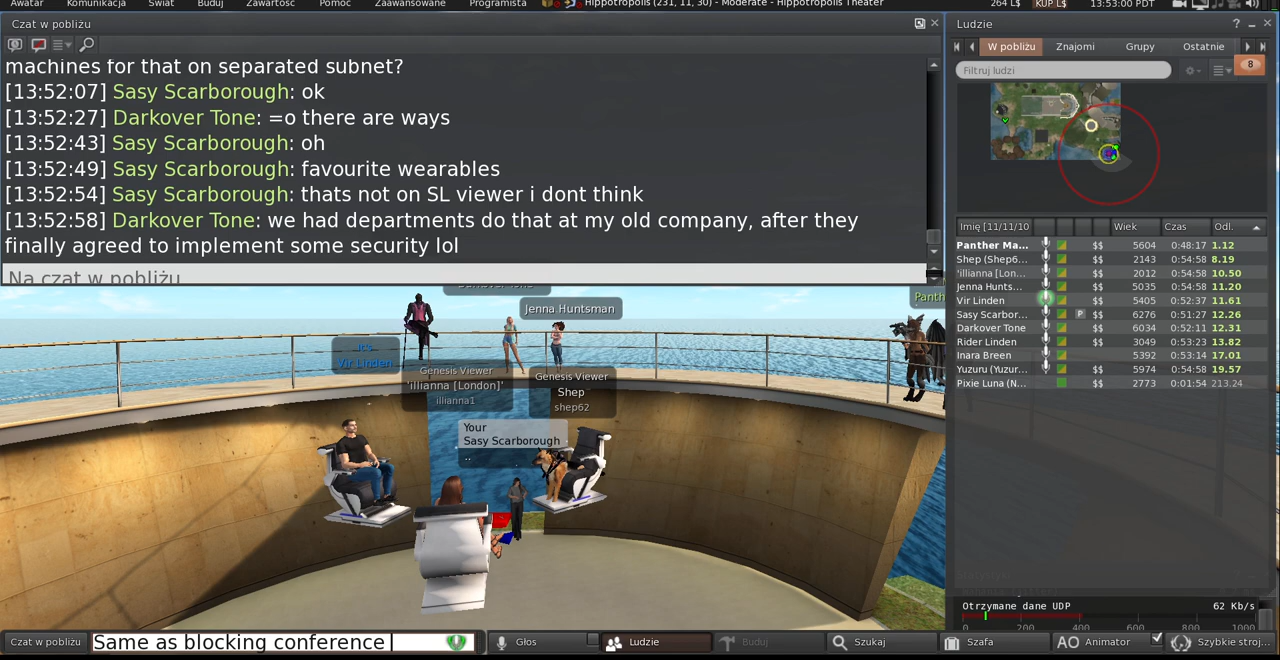 Awatar Komunikacja Świat Buduj Zawartość Pomoc Zaawansowane Programista Hippotropolis (231, 11, 30) • Moderate - Hippotropolis Theater 264 L$ KUP L$ 13:53:00 PDT
Czat w pobliżu
machines for that on separated subnet?
[13:52:07] Sasy Scarborough: ok
[13:52:27] Darkover Tone: =o there are ways
[13:52:43] Sasy Scarborough: oh
[13:52:49] Sasy Scarborough: favourite wearables
[13:52:54] Sasy Scarborough: thats not on SL viewer i dont think
[13:52:58] Darkover Tone: we had departments do that at my old company, after they
finally agreed to implement some security lol
Na czat w pobliżu
Ludzie
W pobliżu Znajomi Grupy Ostatnie
Filtruj ludzi
8
Imię [11/11/10 Wiek Czas Odl.
Panther Ma... $$ 5604 0:48:17 1.12
Shep (Shep6... $$ 2143 0:54:58 8.19
'illianna [Lon... $$ 2012 0:54:58 10.50
Jenna Hunts... $$ 5035 0:54:58 11.20
Vir Linden $$ 5405 0:52:37 11.61
Sasy Scarbor... P $$ 6276 0:51:27 12.26
Darkover Tone $$ 6034 0:52:11 12.31
Rider Linden $$ 3049 0:53:23 13.82
Inara Breen 5392 0:53:14 17.01
Yuzuru (Yuzur... $$ 5974 0:54:58 19.57
Pixie Luna (N... $$ 2773 0:01:54 213.24
Darkover Tone
Jenna Huntsman
Panth
It's
Vir Linden
Genesis Viewer
'illianna [London]'
illianna1
Genesis Viewer
Shep
shep62
Your
Sasy Scarborough
..
Otrzymane dane UDP 62 Kb/s
0 200 400 600 800 1000
Czat w pobliżu Same as blocking conference Głos Ludzie Buduj Szukaj Szafa AO Animator Szybkie stroj...